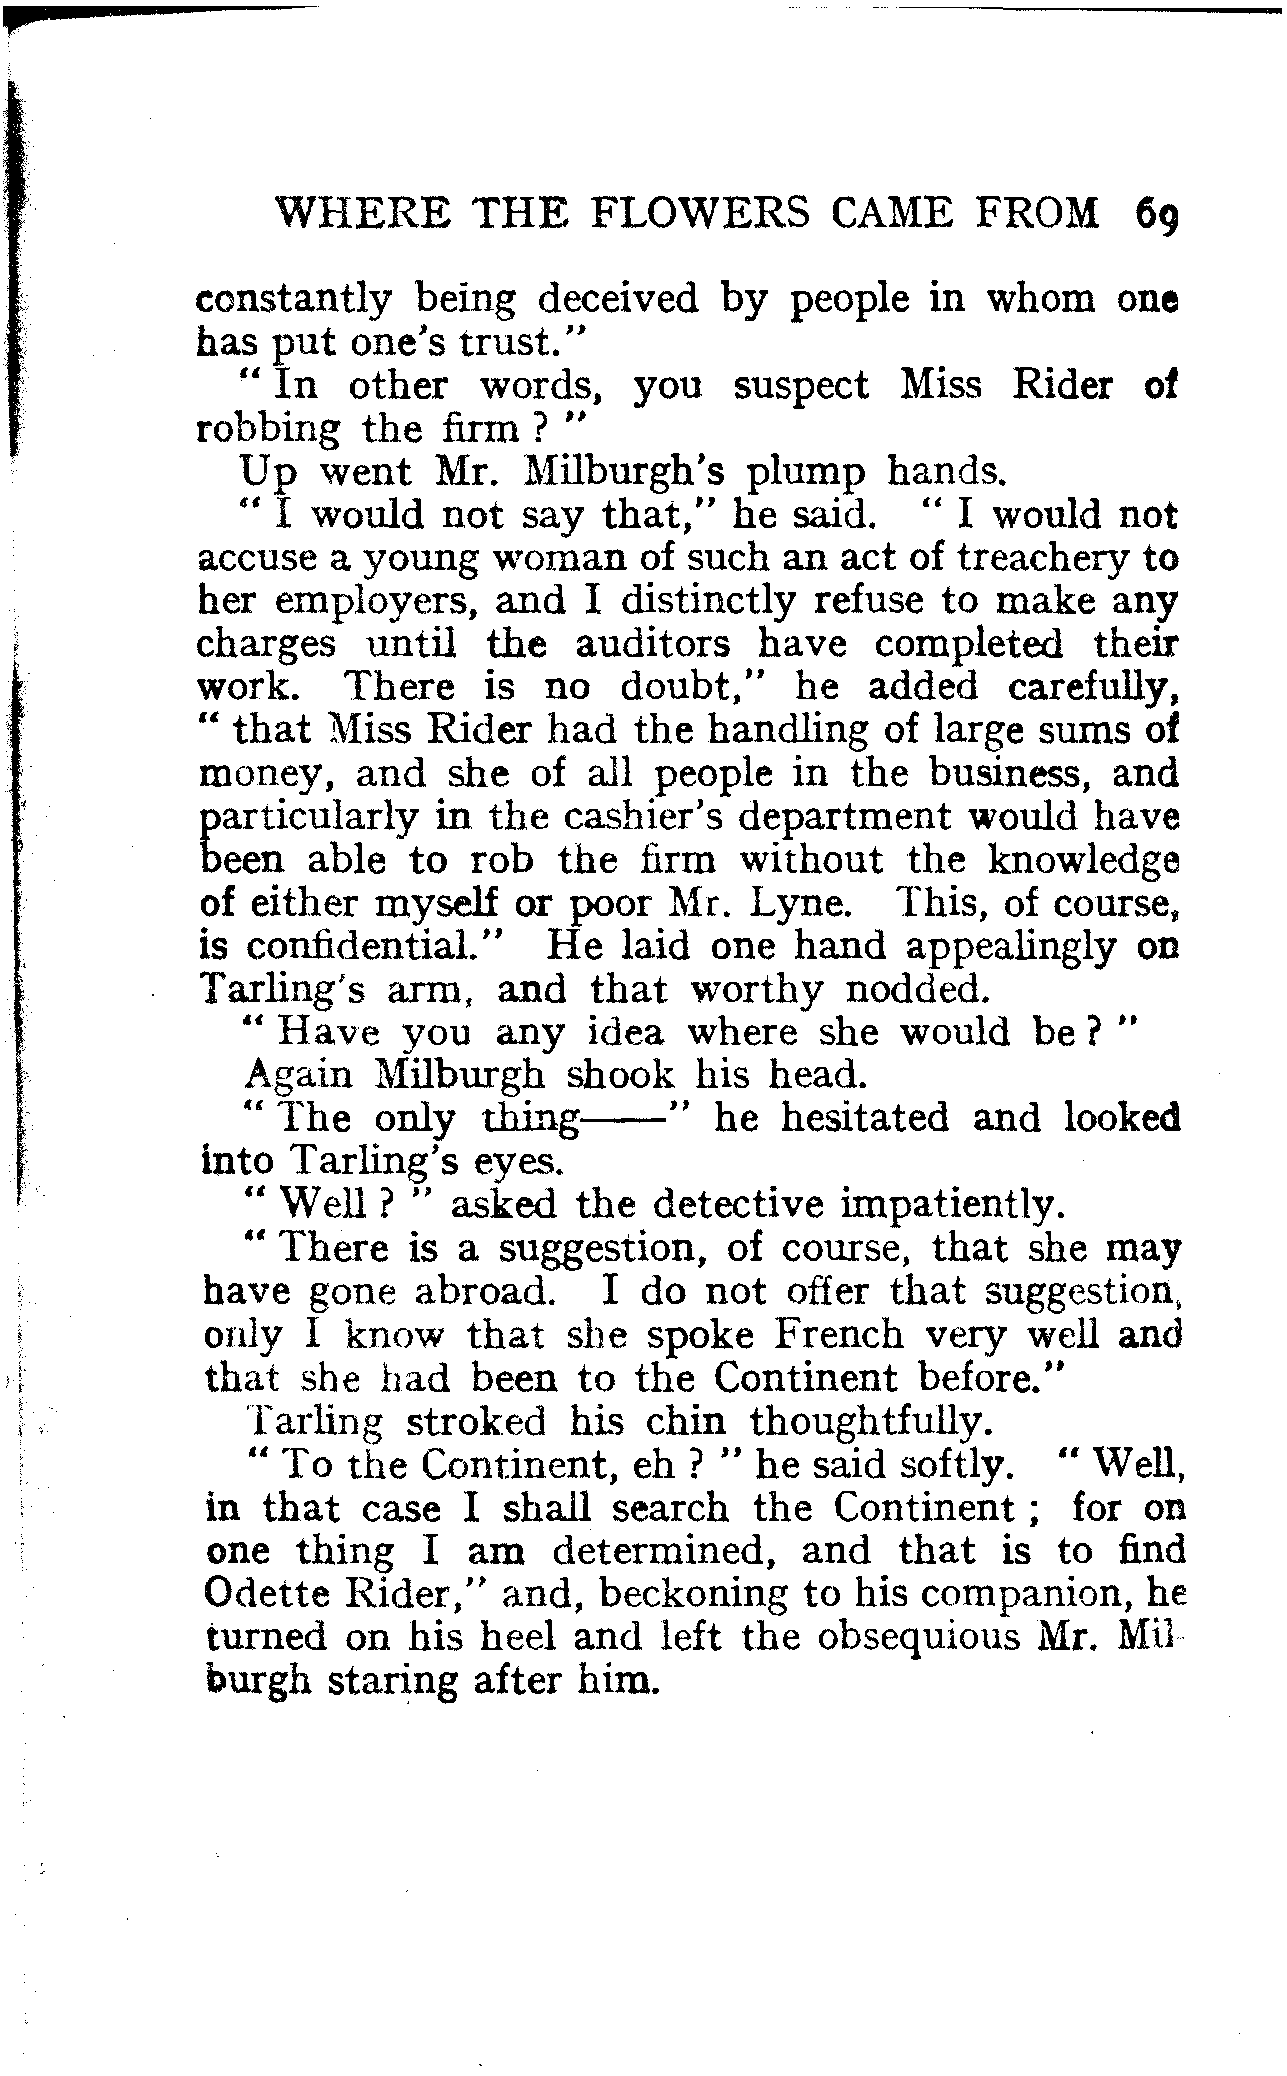 WHERE THE FLOWERS CAME FROM 69
constantly being deceived by people in whom one
has put one's trust."
" In other words, you suspect Miss Rider of
robbing the firm ? "
Up went Mr. Milburgh's plump hands.
" I would not say that," he said. " I would not
accuse a young woman of such an act of treachery to
her employers, and I distinctly refuse to make any
charges until the auditors have completed their
work. There is no doubt," he added carefully,
" that Miss Rider had the handling of large sums of
money, and she of all people in the business, and
particularly in the cashier's department would have
been able to rob the firm without the knowledge
of either myself or poor Mr. Lyne. This, of course,
is confidential." He laid one hand appealingly on
Tarling's arm, and that worthy nodded.
" Have you any idea where she would be ? "
Again Milburgh shook his head.
" The only thing——" he hesitated and looked
into Tarling's eyes.
" Well ? " asked the detective impatiently.
" There is a suggestion, of course, that she may
have gone abroad. I do not offer that suggestion,
only I know that she spoke French very well and
that she had been to the Continent before."
Tarling stroked his chin thoughtfully.
" To the Continent, eh ? " he said softly. " Well,
in that case I shall search the Continent ; for on
one thing I am determined, and that is to find
Odette Rider," and, beckoning to his companion, he
turned on his heel and left the obsequious Mr. Mil-
burgh staring after him.